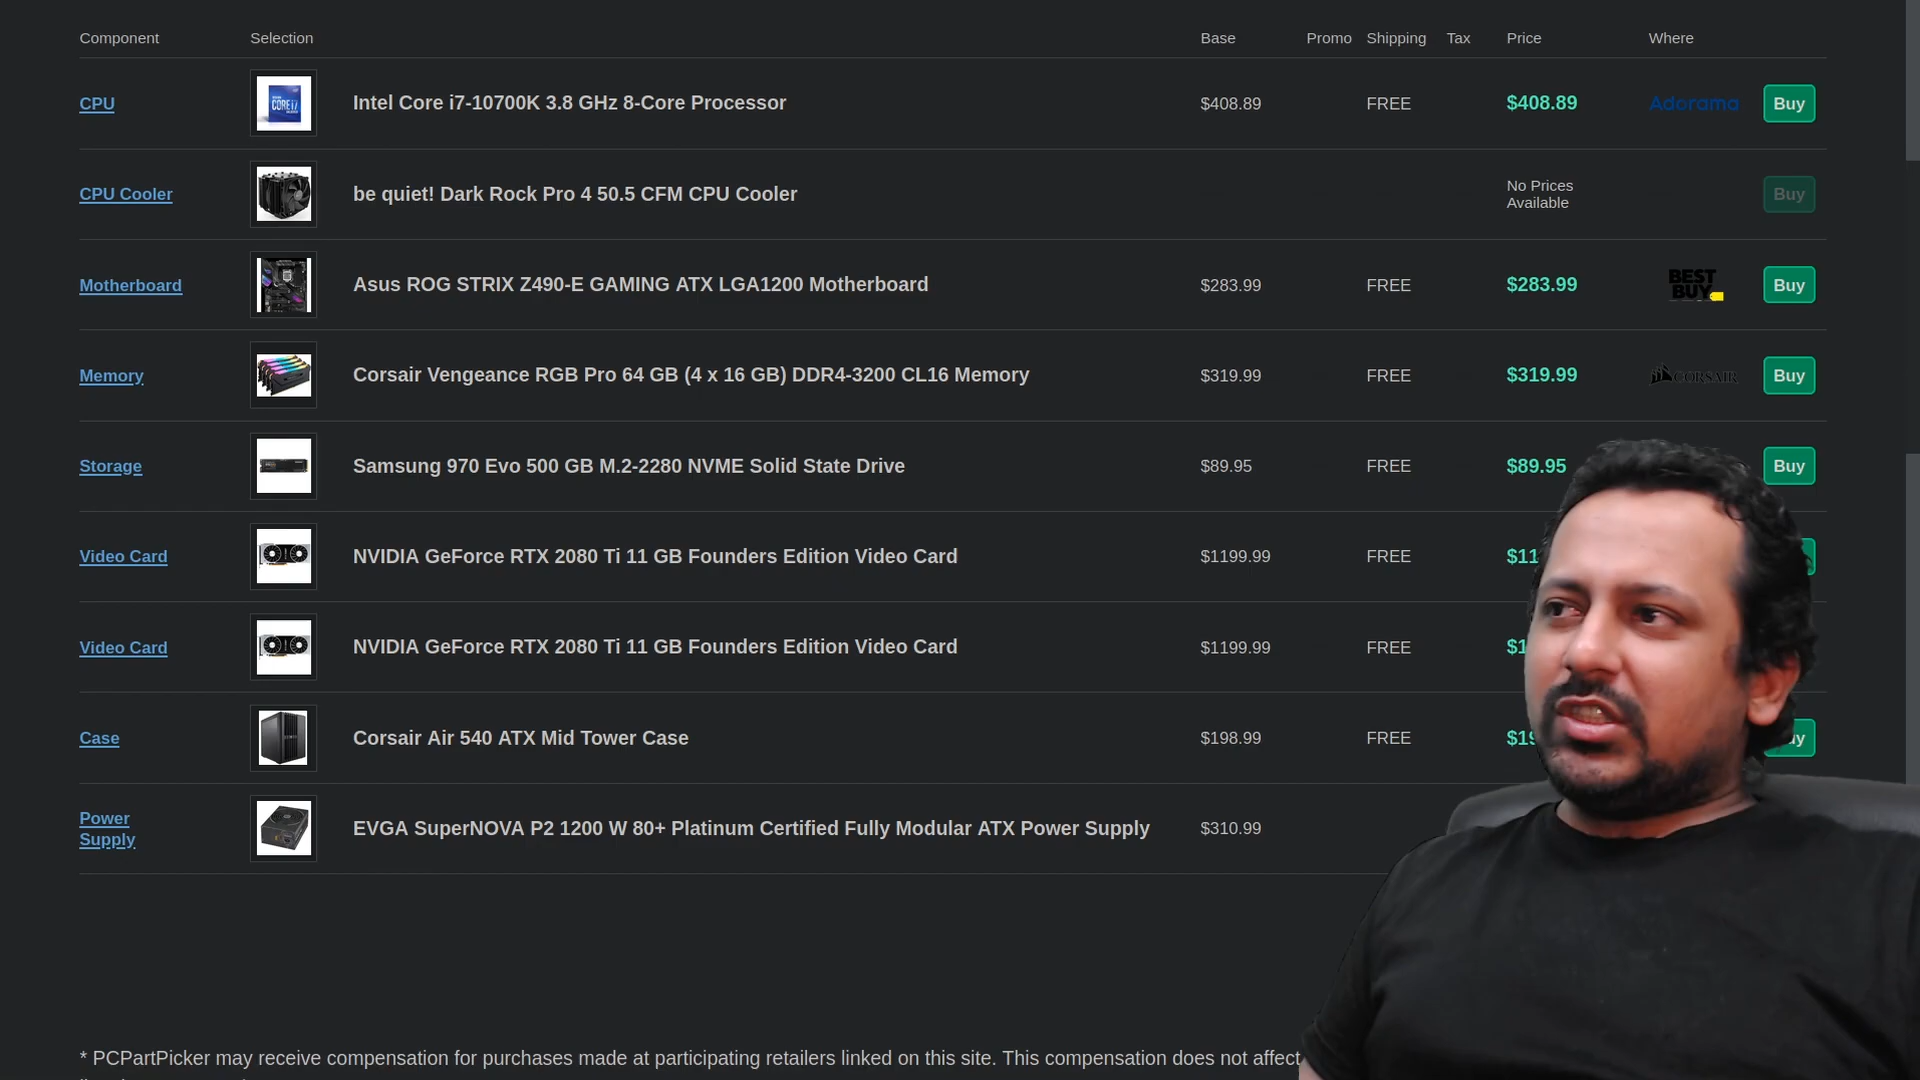 Component Selection Base Promo Shipping Tax Price Where
CPU Intel Core i7-10700K 3.8 GHz 8-Core Processor $408.89 FREE $408.89 Adorama Buy
CPU Cooler be quiet! Dark Rock Pro 4 50.5 CFM CPU Cooler No Prices Buy
Available
Motherboard Asus ROG STRIX Z490-E GAMING ATX LGA1200 Motherboard $283.99 FREE $283.99 BEST BUY Buy
Memory Corsair Vengeance RGB Pro 64 GB (4 x 16 GB) DDR4-3200 CL16 Memory $319.99 FREE $319.99 CORSAIR Buy
Storage Samsung 970 Evo 500 GB M.2-2280 NVME Solid State Drive $89.95 FREE $89.95 Buy
Video Card NVIDIA GeForce RTX 2080 Ti 11 GB Founders Edition Video Card $1199.99 FREE $11
Video Card NVIDIA GeForce RTX 2080 Ti 11 GB Founders Edition Video Card $1199.99 FREE $1
Case Corsair Air 540 ATX Mid Tower Case $198.99 FREE $19 uy
Power EVGA SuperNOVA P2 1200 W 80+ Platinum Certified Fully Modular ATX Power Supply $310.99
Supply
* PCPartPicker may receive compensation for purchases made at participating retailers linked on this site. This compensation does not affect